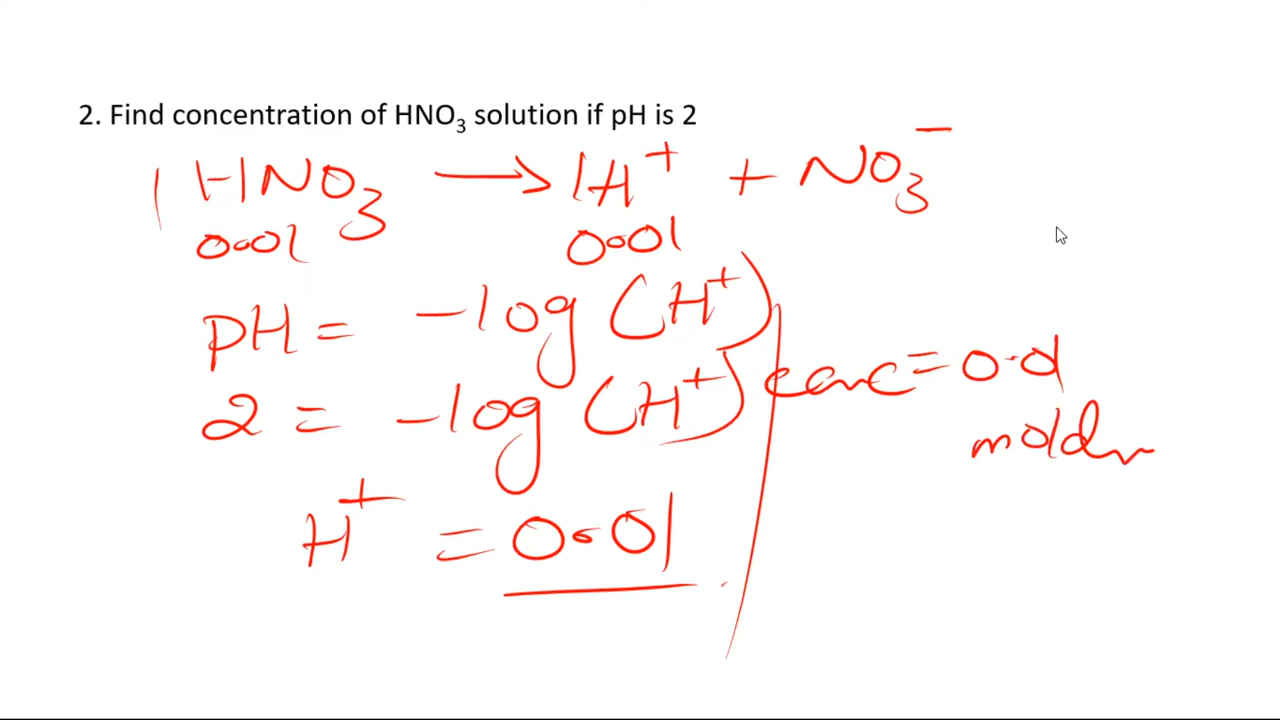 2. Find concentration of HNO₃ solution if pH is 2
1 HNO₃ → 1H⁺ + NO₃⁻
0.01 0.01
pH = -log (H⁺)
2 = -log (H⁺)
H⁺ = 0.01
conc = 0.01